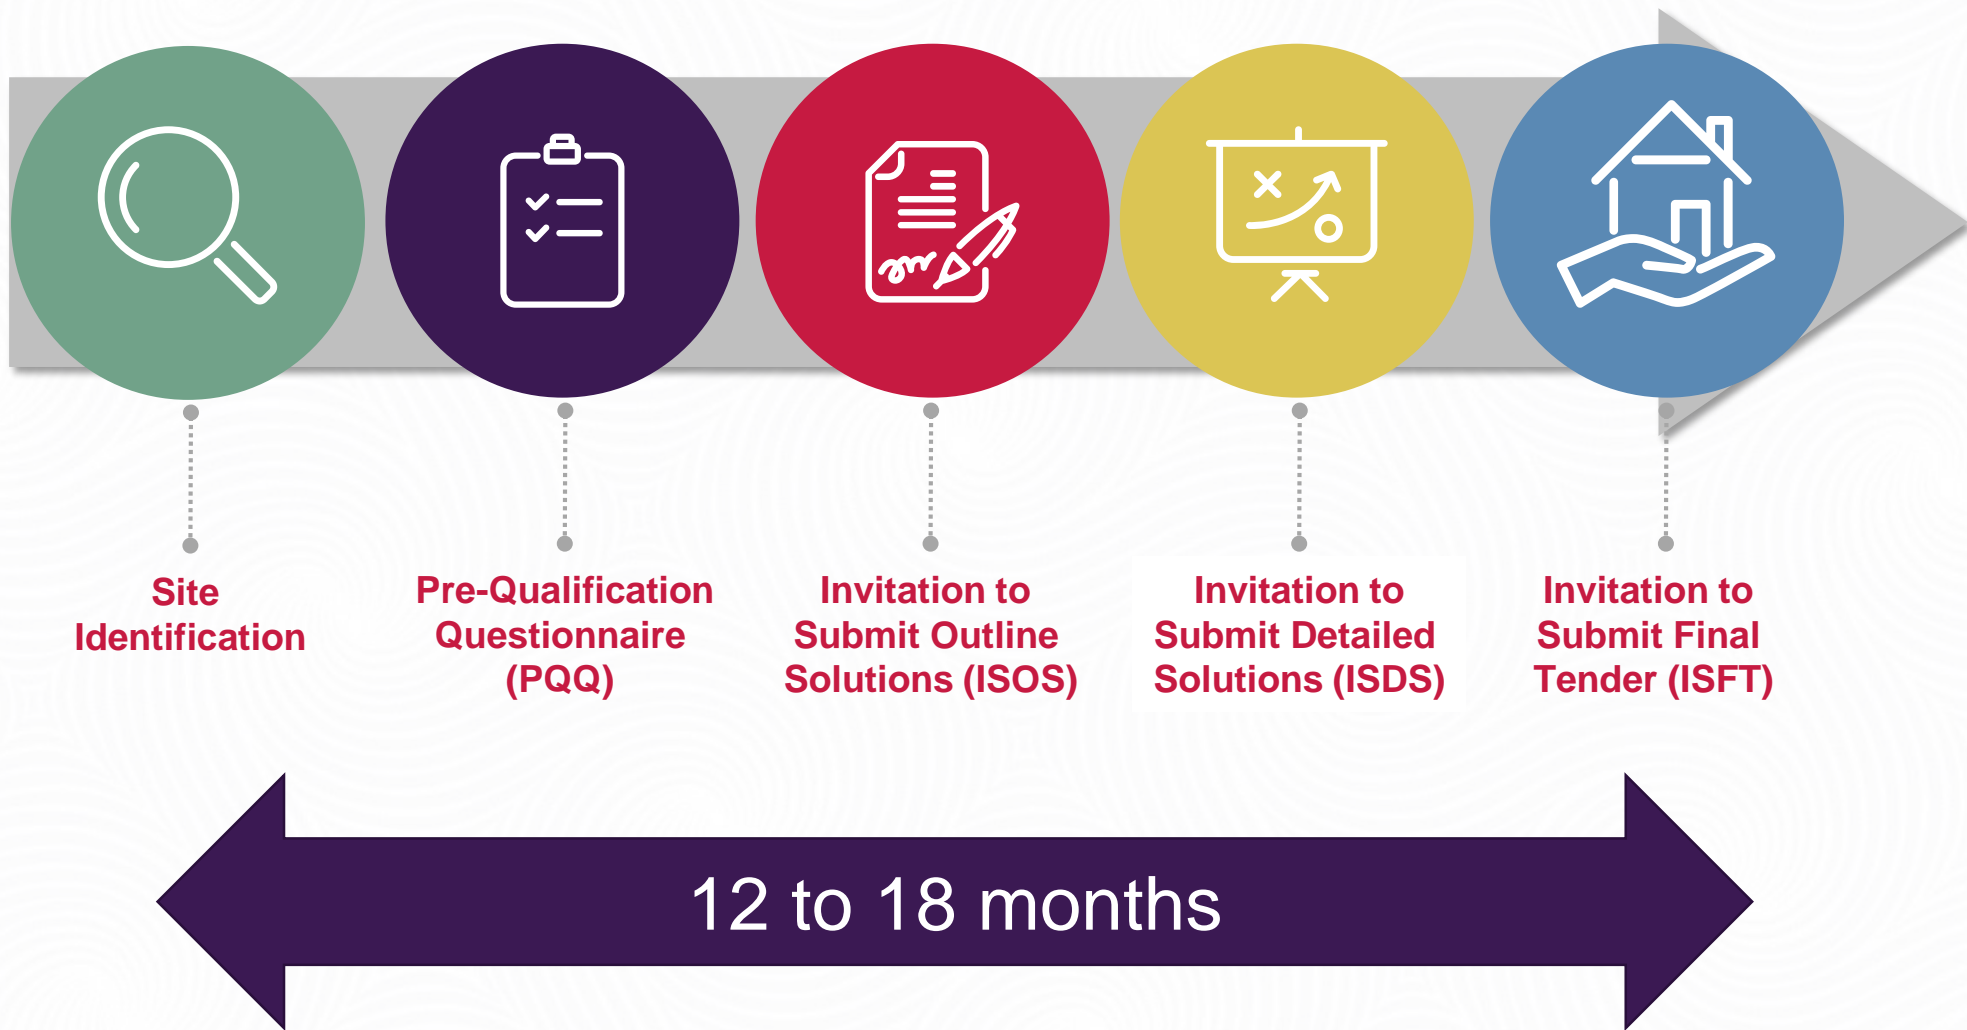 Site
Identification
Pre-Qualification
Questionnaire
(PQQ)
Invitation to
Submit Outline
Solutions (ISOS)
Invitation to
Submit Detailed
Solutions (ISDS)
Invitation to
Submit Final
Tender (ISFT)
12 to 18 months